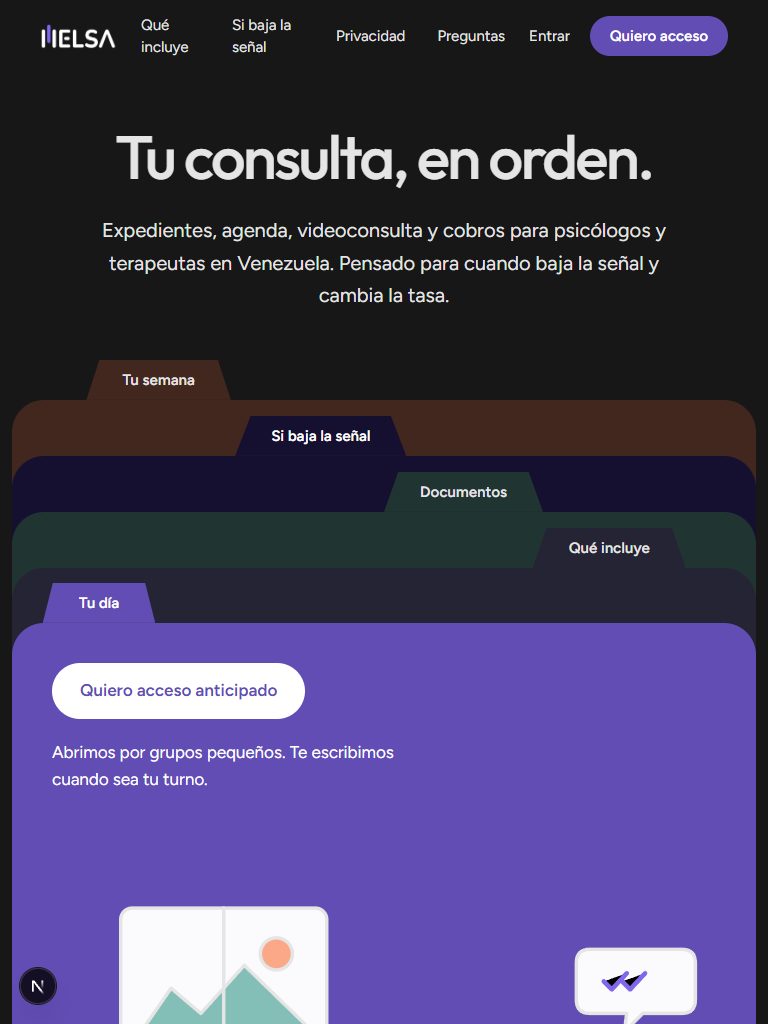 MELSA
Qué
incluye
Si baja la
señal
Privacidad
Preguntas
Entrar
Quiero acceso
Tu consulta, en orden.
Expedientes, agenda, videoconsulta y cobros para psicólogos y
terapeutas en Venezuela. Pensado para cuando baja la señal y
cambia la tasa.
Tu semana
Si baja la señal
Documentos
Qué incluye
Tu día
Quiero acceso anticipado
Abrimos por grupos pequeños. Te escribimos
cuando sea tu turno.
N